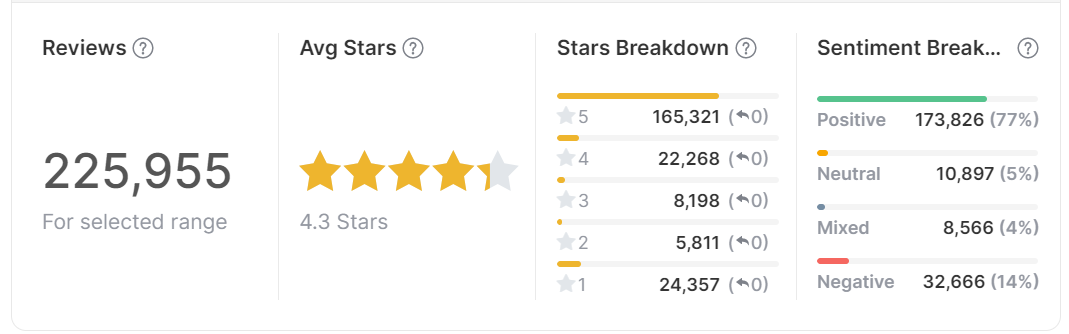 Reviews ?
225,955
For selected range
Avg Stars ?
4.3 Stars
Stars Breakdown ?
5 165,321 (0)
4 22,268 (0)
3 8,198 (0)
2 5,811 (0)
1 24,357 (0)
Sentiment Break... ?
Positive 173,826 (77%)
Neutral 10,897 (5%)
Mixed 8,566 (4%)
Negative 32,666 (14%)